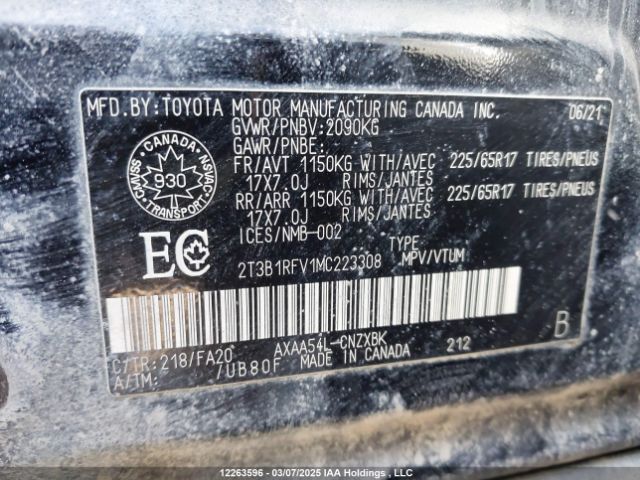 MFD.BY:TOYOTA MOTOR MANUFACTURING CANADA INC. 06/21
GVWR/PNBV:2090KG
GAWR/PNBE:
FR/AVT 1150KG WITH/AVEC 225/65R17 TIRES/PNEUS
17X7.0J RIMS/JANTES
RR/ARR 1150KG WITH/AVEC 225/65R17 TIRES/PNEUS
17X7.0J RIMS/JANTES
ICES/NMB-002
CANADA
CMVSS NSVAC
930
TRANSPORT
EC
TYPE
2T3B1RFV1MC223308 MPV/VTUM
B
AXAA54L-CNZXBK 212
C/TR:218/FA20 MADE IN CANADA
A/TM: /UB80F
12263596 - 03/07/2025 IAA Holdings, LLC